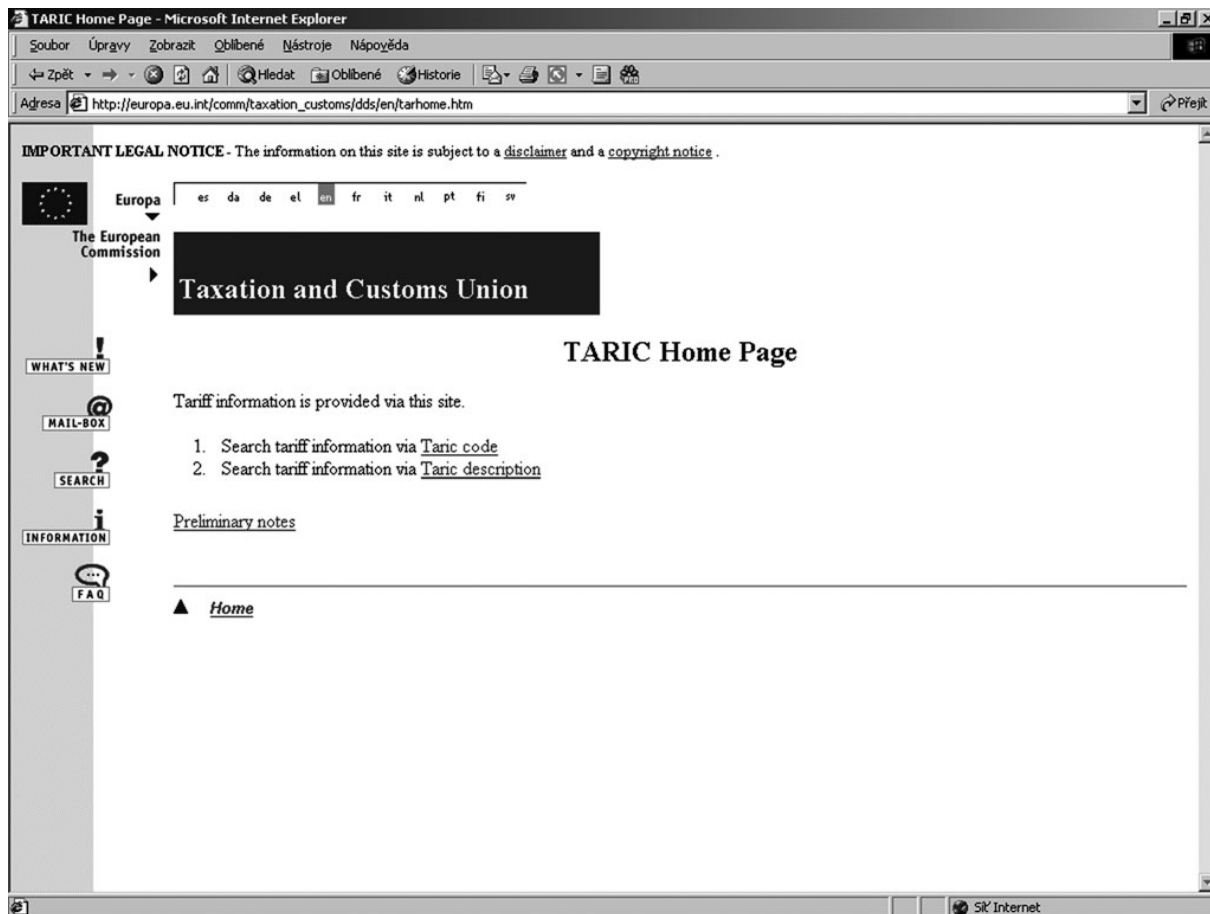 TARIC Home Page - Microsoft Internet Explorer
Soubor Úpravy Zobrazit Oblíbené Nástroje Nápověda
Zpět Hledat Oblíbené Historie
Adresa http://europa.eu.int/comm/taxation_customs/dds/en/tarhome.htm Přejít
IMPORTANT LEGAL NOTICE - The information on this site is subject to a disclaimer and a copyright notice .
Europa es da de el en fr it nl pt fi sv
The European
Commission
Taxation and Customs Union
TARIC Home Page
WHAT'S NEW
Tariff information is provided via this site.
@
MAIL-BOX
1. Search tariff information via Taric code
2. Search tariff information via Taric description
SEARCH
Preliminary notes
INFORMATION
FAQ
Home
Síť Internet